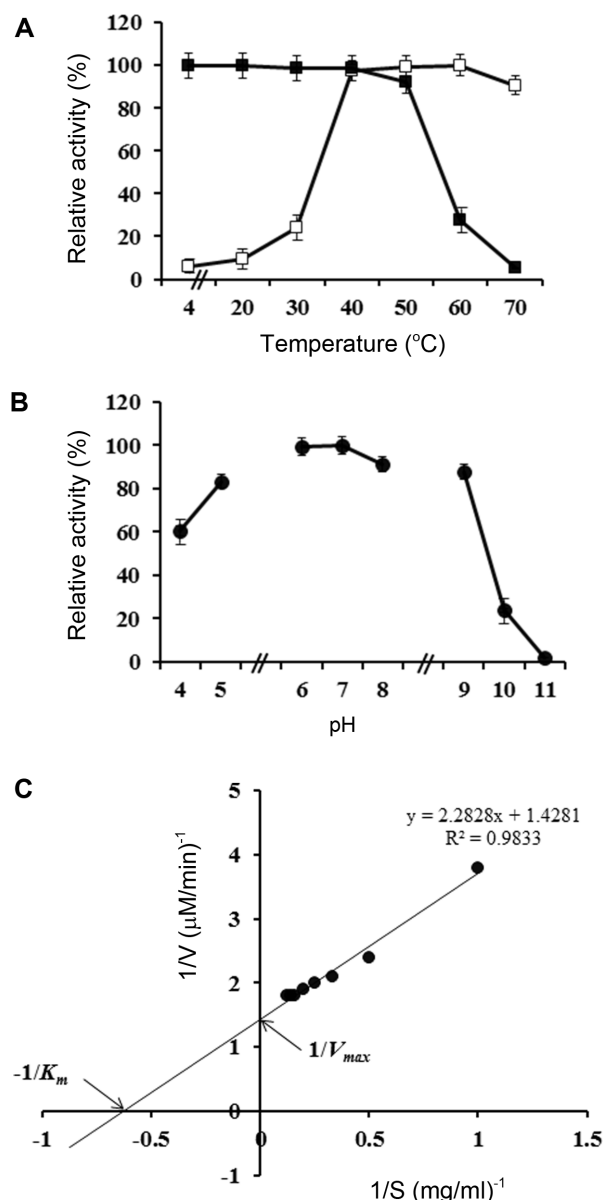 A
Relative activity (%)
120
100
80
60
40
20
0
4 20 30 40 50 60 70
Temperature (°C)
B
Relative activity (%)
120
100
80
60
40
20
0
4 5 6 7 8 9 10 11
pH
C
1/V (µM/min)-1
5
4
3
2
1
0
-1
y = 2.2828x + 1.4281
R² = 0.9833
1/Vmax
-1/Km
-1 -0.5 0 0.5 1 1.5
1/S (mg/ml)-1